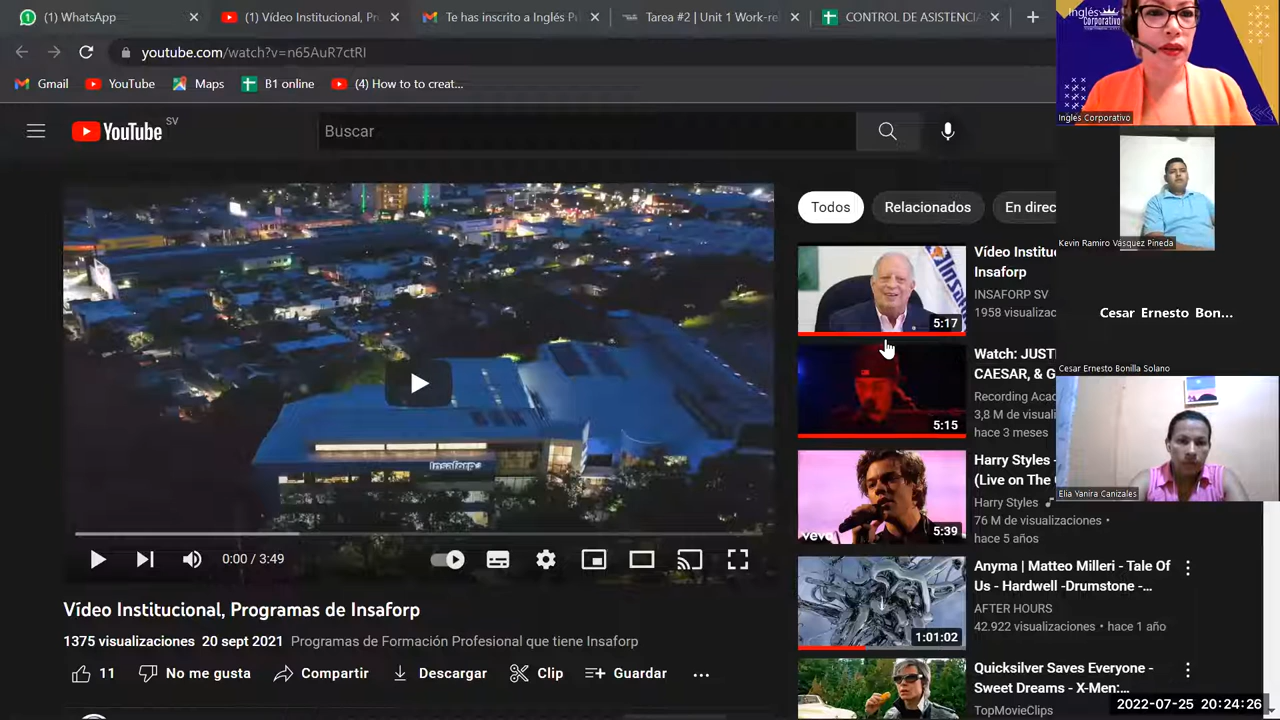 (1) WhatsApp
(1) Vídeo Institucional, P
Te has inscrito a Inglés P
Tarea #2 | Unit 1 Work-re
CONTROL DE ASISTENCIA
youtube.com/watch?v=n65AuR7ctRI
Gmail
YouTube
Maps
B1 online
(4) How to to creat...
YouTube SV
Buscar
Todos
Relacionados
En direc
Insaforp
0:00 / 3:49
Vídeo Institucional, Programas de Insaforp
1375 visualizaciones 20 sept 2021 Programas de Formación Profesional que tiene Insaforp
11
No me gusta
Compartir
Descargar
Clip
Guardar
5:17
Vídeo Institu
Insaforp
INSAFORP SV
1958 visualizac
5:15
Watch: JUST
CAESAR, & G
Recording Acad
3,8 M de visuali
hace 3 meses
vevo
5:39
Harry Styles -
(Live on The
Harry Styles
76 M de visualizaciones •
hace 5 años
1:01:02
Anyma | Matteo Milleri - Tale Of
Us - Hardwell -Drumstone -...
AFTER HOURS
42.922 visualizaciones • hace 1 año
Quicksilver Saves Everyone -
Sweet Dreams - X-Men:...
TopMovieClips
Inglés
Corporativo
Inglés Corporativo
Kevin Ramiro Vásquez Pineda
Cesar Ernesto Bon...
Cesar Ernesto Bonilla Solano
Elia Yanira Canizales
2022-07-25 20:24:26